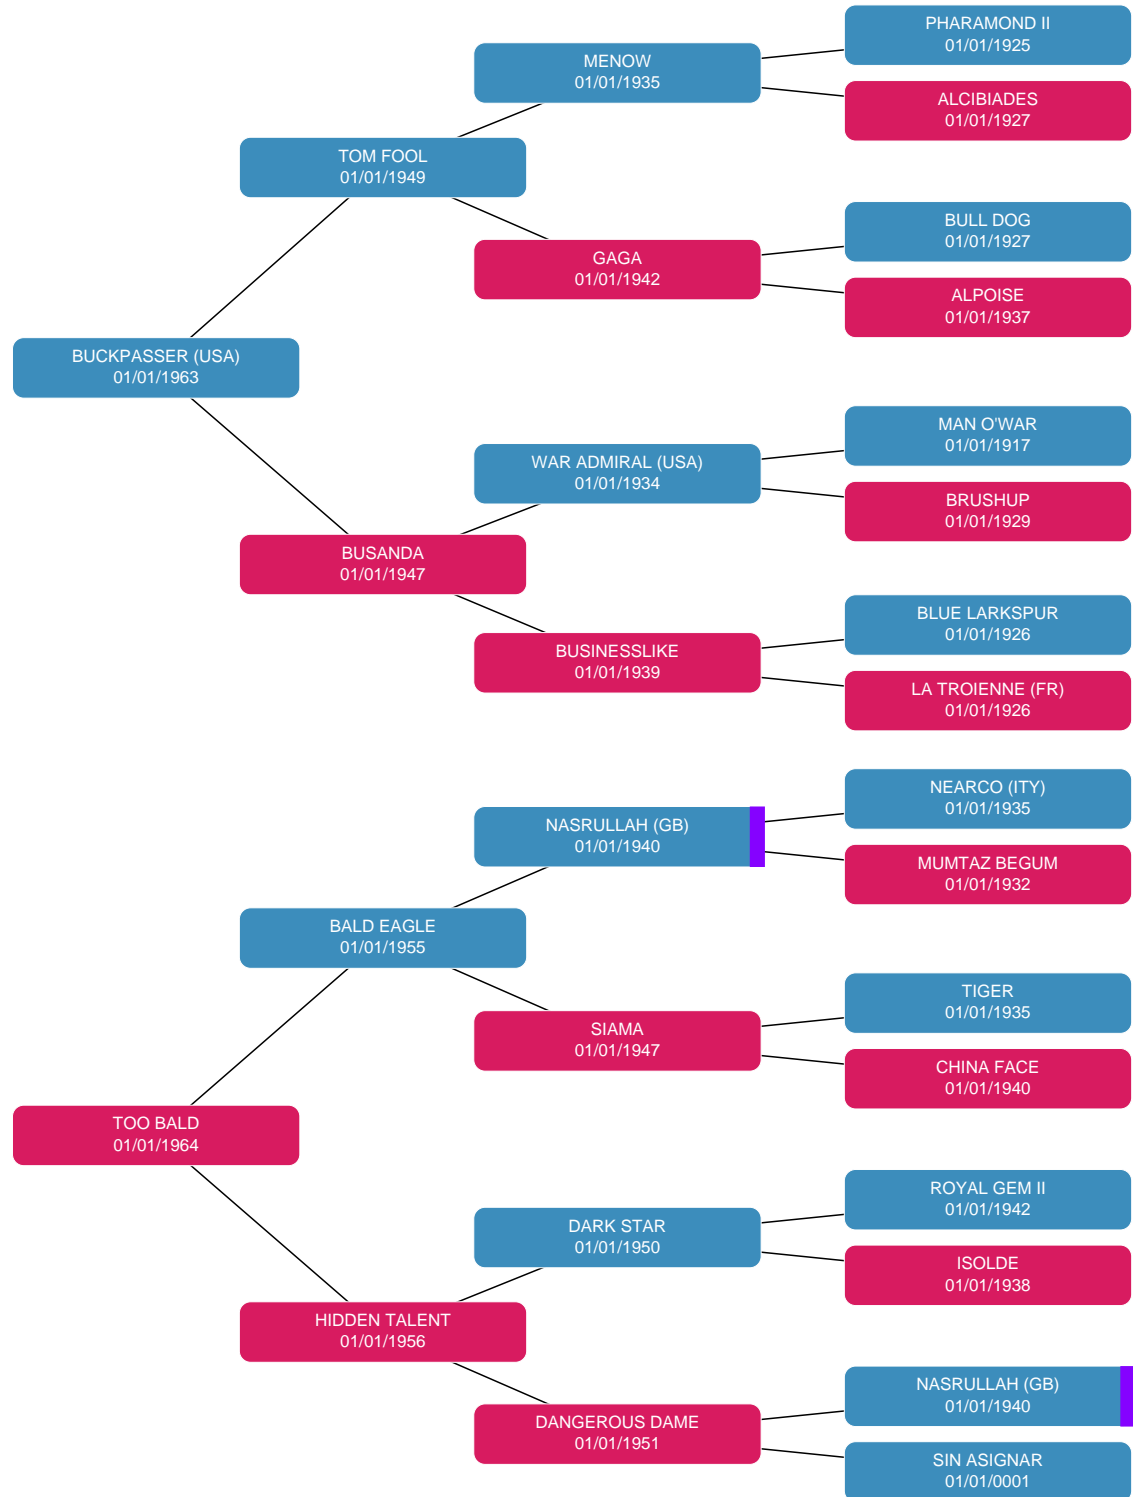 PHARAMOND II
01/01/1925
MENOW
01/01/1935
ALCIBIADES
01/01/1927
TOM FOOL
01/01/1949
BULL DOG
01/01/1927
GAGA
01/01/1942
ALPOISE
01/01/1937
BUCKPASSER (USA)
01/01/1963
MAN O'WAR
01/01/1917
WAR ADMIRAL (USA)
01/01/1934
BRUSHUP
01/01/1929
BUSANDA
01/01/1947
BLUE LARKSPUR
01/01/1926
BUSINESSLIKE
01/01/1939
LA TROIENNE (FR)
01/01/1926
NEARCO (ITY)
01/01/1935
NASRULLAH (GB)
01/01/1940
MUMTAZ BEGUM
01/01/1932
BALD EAGLE
01/01/1955
TIGER
01/01/1935
SIAMA
01/01/1947
CHINA FACE
01/01/1940
TOO BALD
01/01/1964
ROYAL GEM II
01/01/1942
DARK STAR
01/01/1950
ISOLDE
01/01/1938
HIDDEN TALENT
01/01/1956
NASRULLAH (GB)
01/01/1940
DANGEROUS DAME
01/01/1951
SIN ASIGNAR
01/01/0001